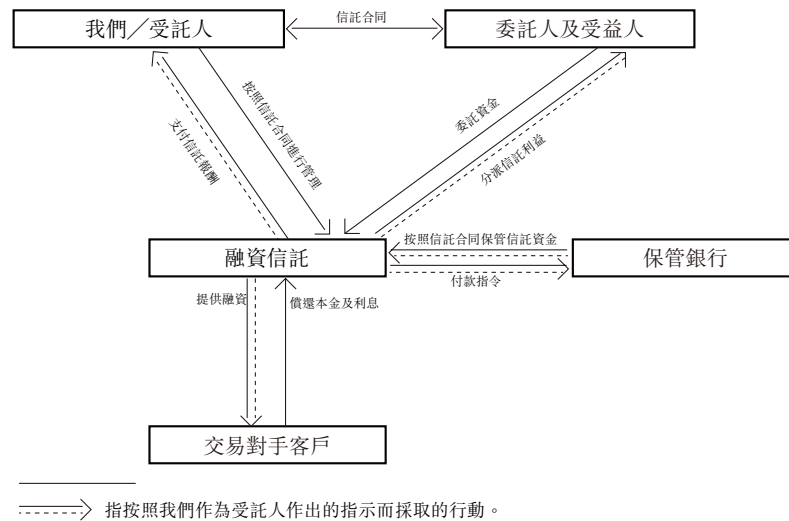 信託合同
我們／受託人
委託人及受益人
按照信託合同進行管理
支付信託報酬
委託資金
分派信託利益
按照信託合同保管信託資金
融資信託
保管銀行
付款指令
提供融資
償還本金及利息
交易對手客戶
指按照我們作為受託人作出的指示而採取的行動。